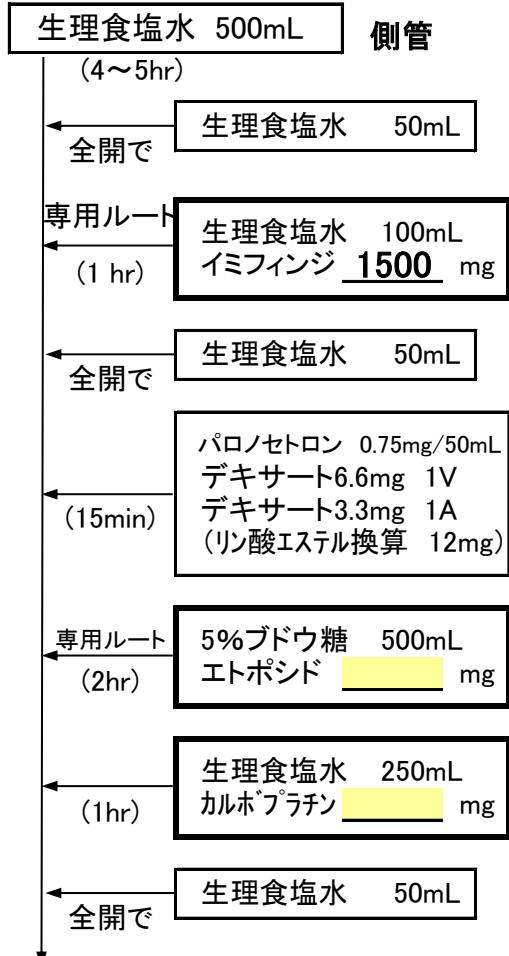 生理食塩水 500mL
側管
(4～5hr)
生理食塩水 50mL
全開で
専用ルート
生理食塩水 100mL
イミフィンジ 1500 mg
(1 hr)
生理食塩水 50mL
全開で
パロノセトロン 0.75mg/50mL
デキサート6.6mg 1V
デキサート3.3mg 1A
(リン酸エステル換算 12mg)
(15min)
専用ルート
5%ブドウ糖 500mL
エトポシド mg
(2hr)
生理食塩水 250mL
カルボプラチン mg
(1hr)
生理食塩水 50mL
全開で